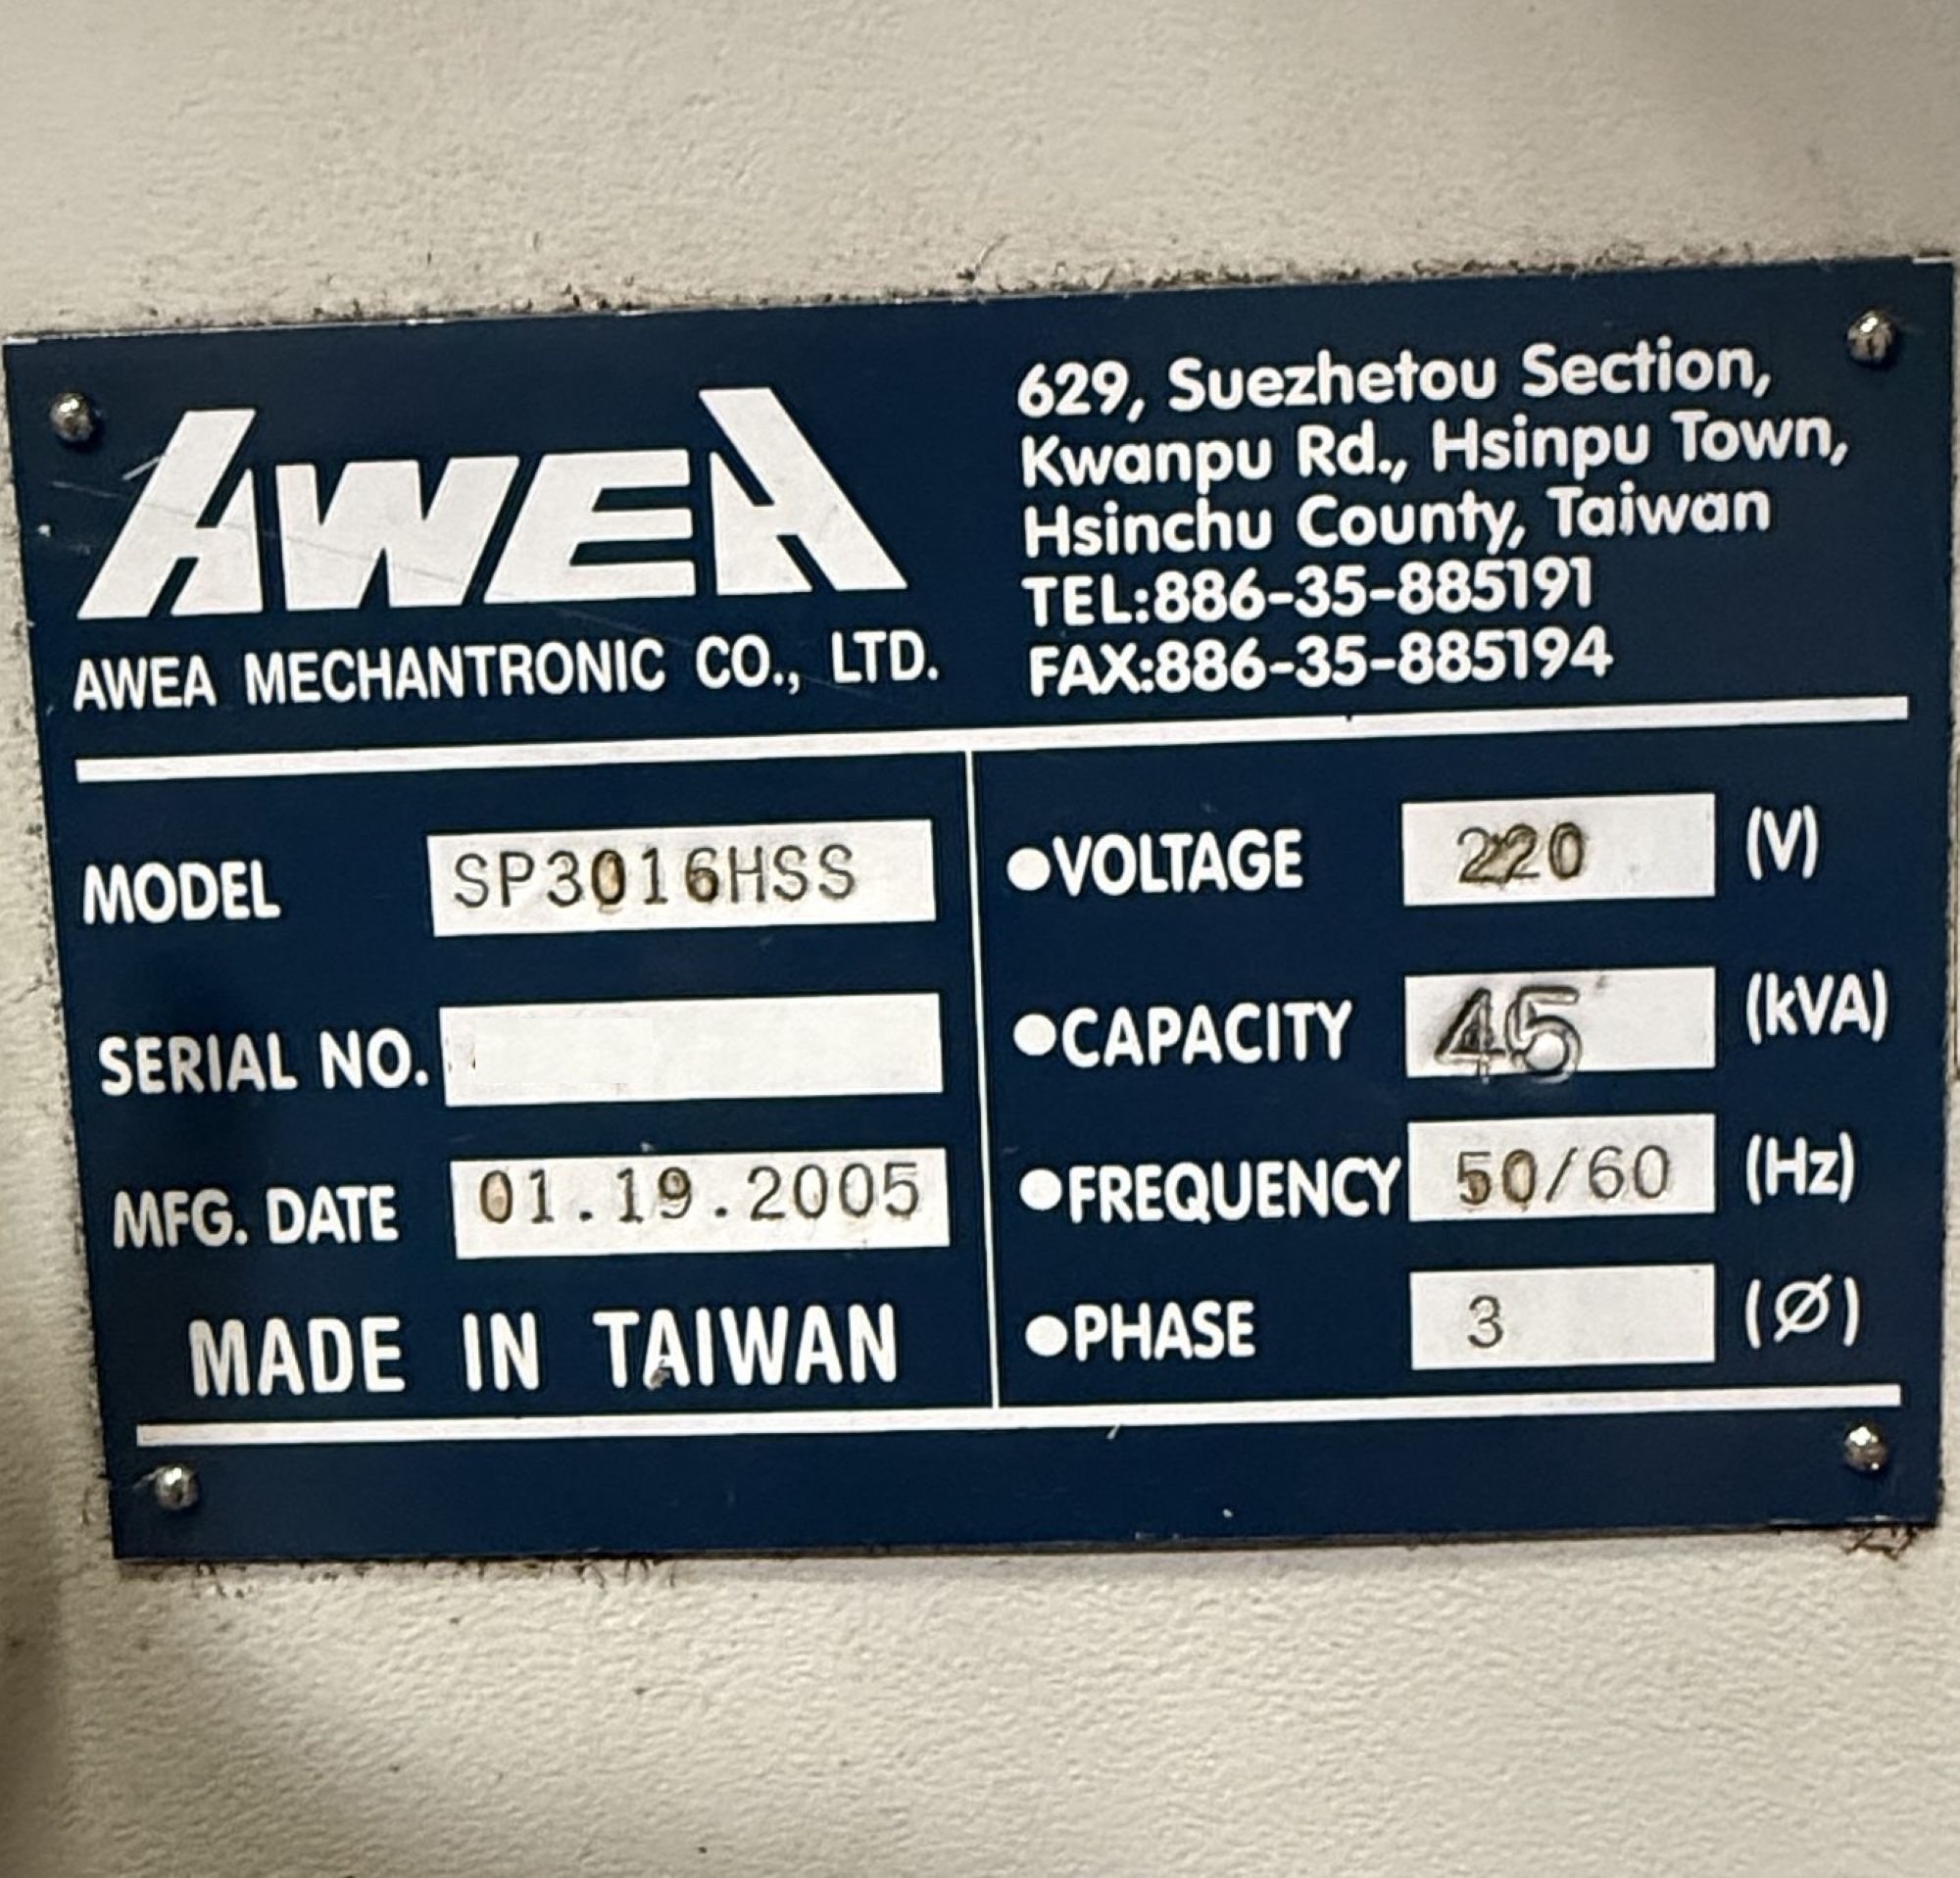 AWEA
AWEA MECHANTRONIC CO., LTD.
629, Suezhetou Section,
Kwanpu Rd., Hsinpu Town,
Hsinchu County, Taiwan
TEL:886-35-885191
FAX:886-35-885194
MODEL SP3016HSS
SERIAL NO.
MFG. DATE 01.19.2005
MADE IN TAIWAN
●VOLTAGE 220 (V)
●CAPACITY 45 (kVA)
●FREQUENCY 50/60 (Hz)
●PHASE 3 (Ø)